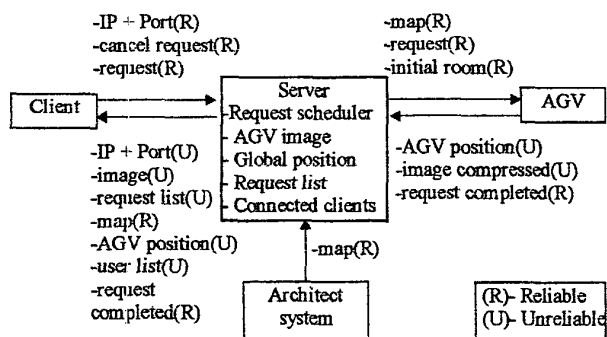 -IP + Port(R)
-cancel request(R)
-request(R)
-map(R)
-request(R)
-initial room(R)
Client
Server
-Request scheduler
- AGV image
- Global position
- Request list
- Connected clients
AGV
-IP + Port(U)
-image(U)
-request list(U)
-map(R)
-AGV position(U)
-user list(U)
-request
completed(R)
-AGV position(U)
-image compressed(U)
-request completed(R)
-map(R)
Architect
system
(R)- Reliable
(U)- Unreliable